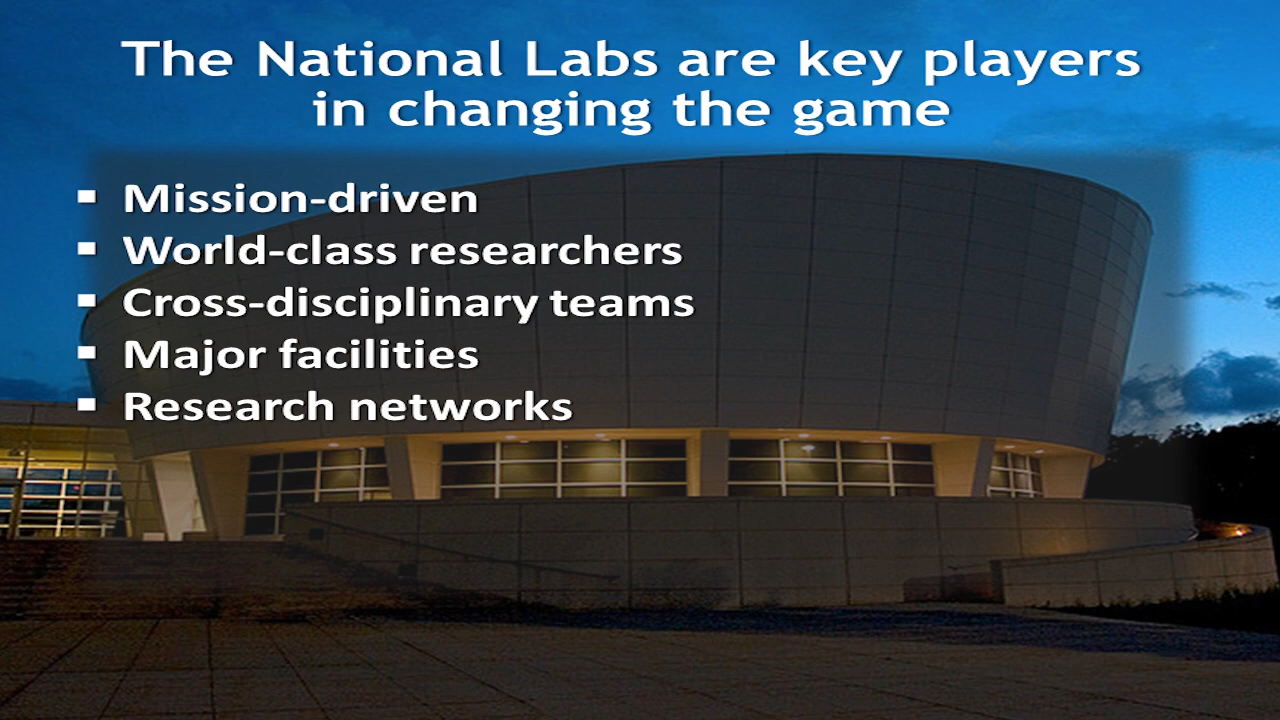 The National Labs are key players
in changing the game
▪ Mission-driven
▪ World-class researchers
▪ Cross-disciplinary teams
▪ Major facilities
▪ Research networks